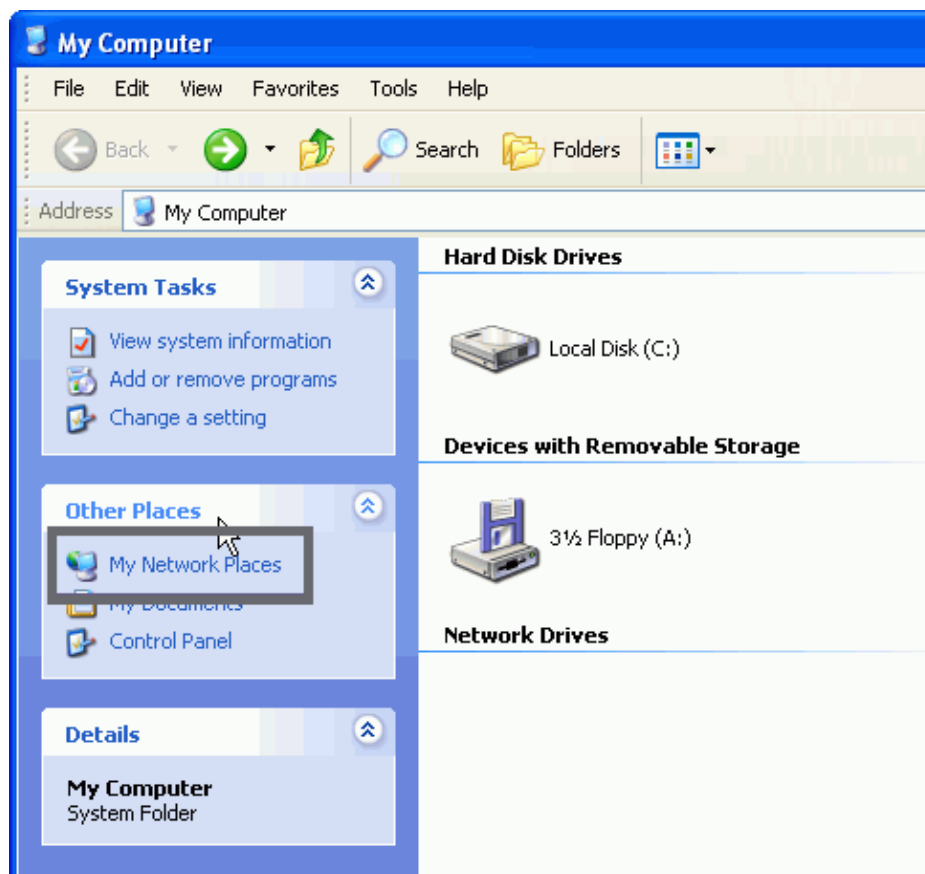 My Computer
File Edit View Favorites Tools Help
Back Search Folders
Address My Computer
System Tasks
View system information
Add or remove programs
Change a setting
Other Places
My Network Places
My Documents
Control Panel
Details
My Computer
System Folder
Hard Disk Drives
Local Disk (C:)
Devices with Removable Storage
3½ Floppy (A:)
Network Drives